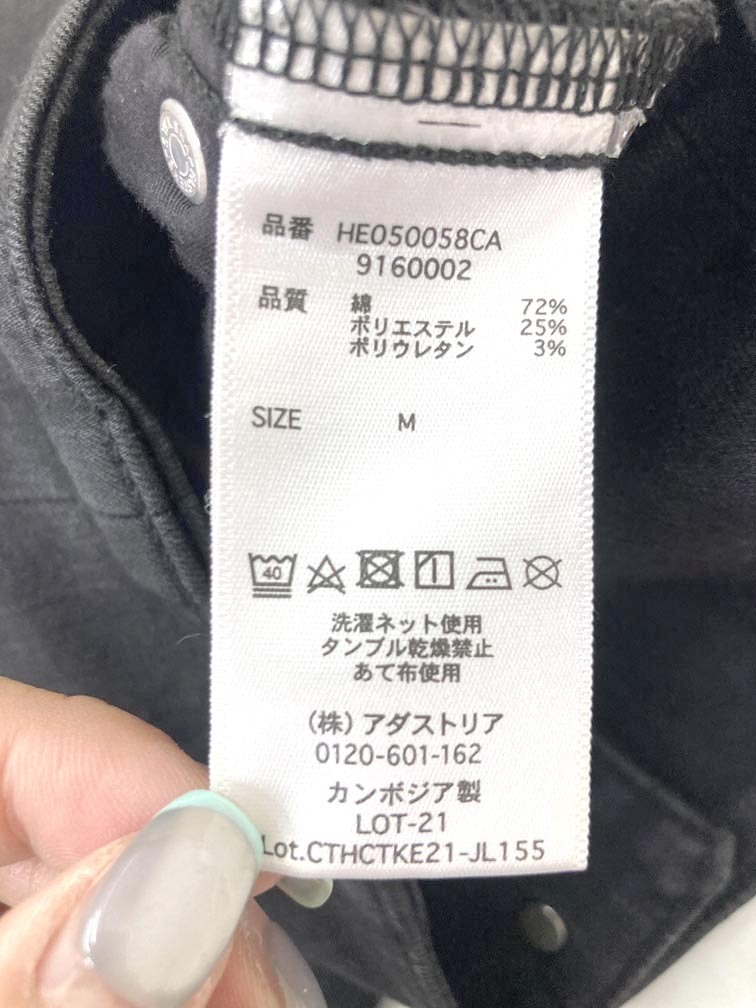 品番 HE050058CA
9160002
品質 綿 72%
ポリエステル 25%
ポリウレタン 3%
SIZE M
40
洗濯ネット使用
タンブル乾燥禁止
あて布使用
(株) アダストリア
0120-601-162
カンボジア製
LOT-21
Lot.CTHCTKE21-JL155